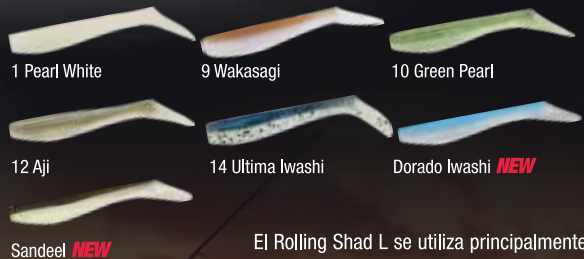 1 Pearl White
9 Wakasagi
10 Green Pearl
12 Aji
14 Ultima Iwashi
Dorado Iwashi NEW
Sandeel NEW
El Rolling Shad L se utiliza principalmente